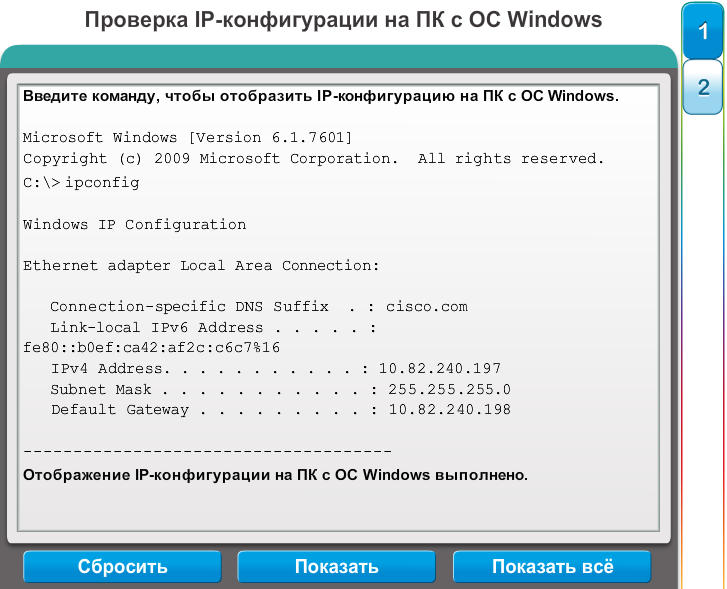 Проверка IP-конфигурации на ПК с ОС Windows
1
2
Введите команду, чтобы отобразить IP-конфигурацию на ПК с ОС Windows.
Microsoft Windows [Version 6.1.7601]
Copyright (c) 2009 Microsoft Corporation.  All rights reserved.
C:\> ipconfig
Windows IP Configuration
Ethernet adapter Local Area Connection:
Connection-specific DNS Suffix  . : cisco.com
Link-local IPv6 Address . . . . . :
fe80::b0ef:ca42:af2c:c6c7%16
IPv4 Address. . . . . . . . . . . : 10.82.240.197
Subnet Mask . . . . . . . . . . . : 255.255.255.0
Default Gateway . . . . . . . . . : 10.82.240.198
-------------------------------------
Отображение IP-конфигурации на ПК с ОС Windows выполнено.
Сбросить
Показать
Показать всё